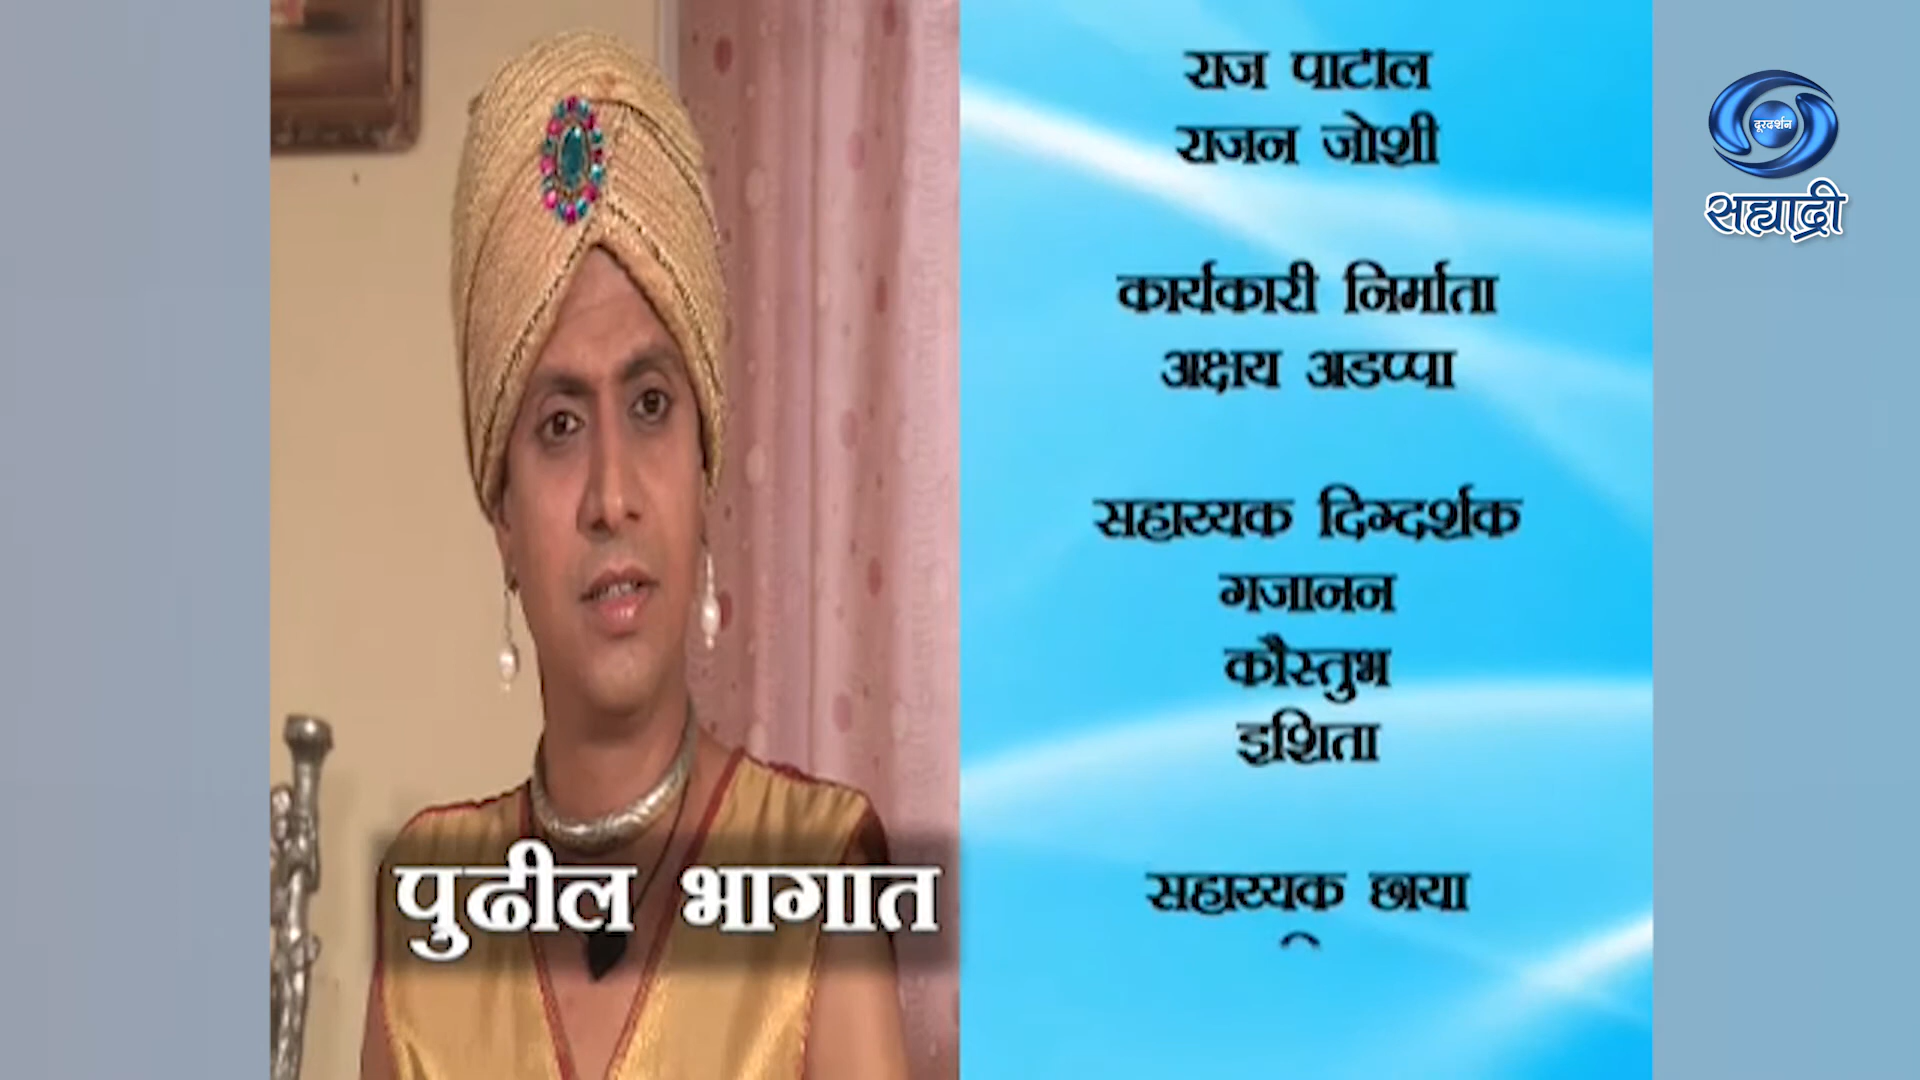 राज पाटील
राजन जोशी
कार्यकारी निर्माता
अक्षय अडप्पा
सहाय्यक दिग्दर्शक
गजानन
कौस्तुभ
इशिता
सहाय्यक छाया
पुढील भागात
दूरदर्शन
सह्याद्री